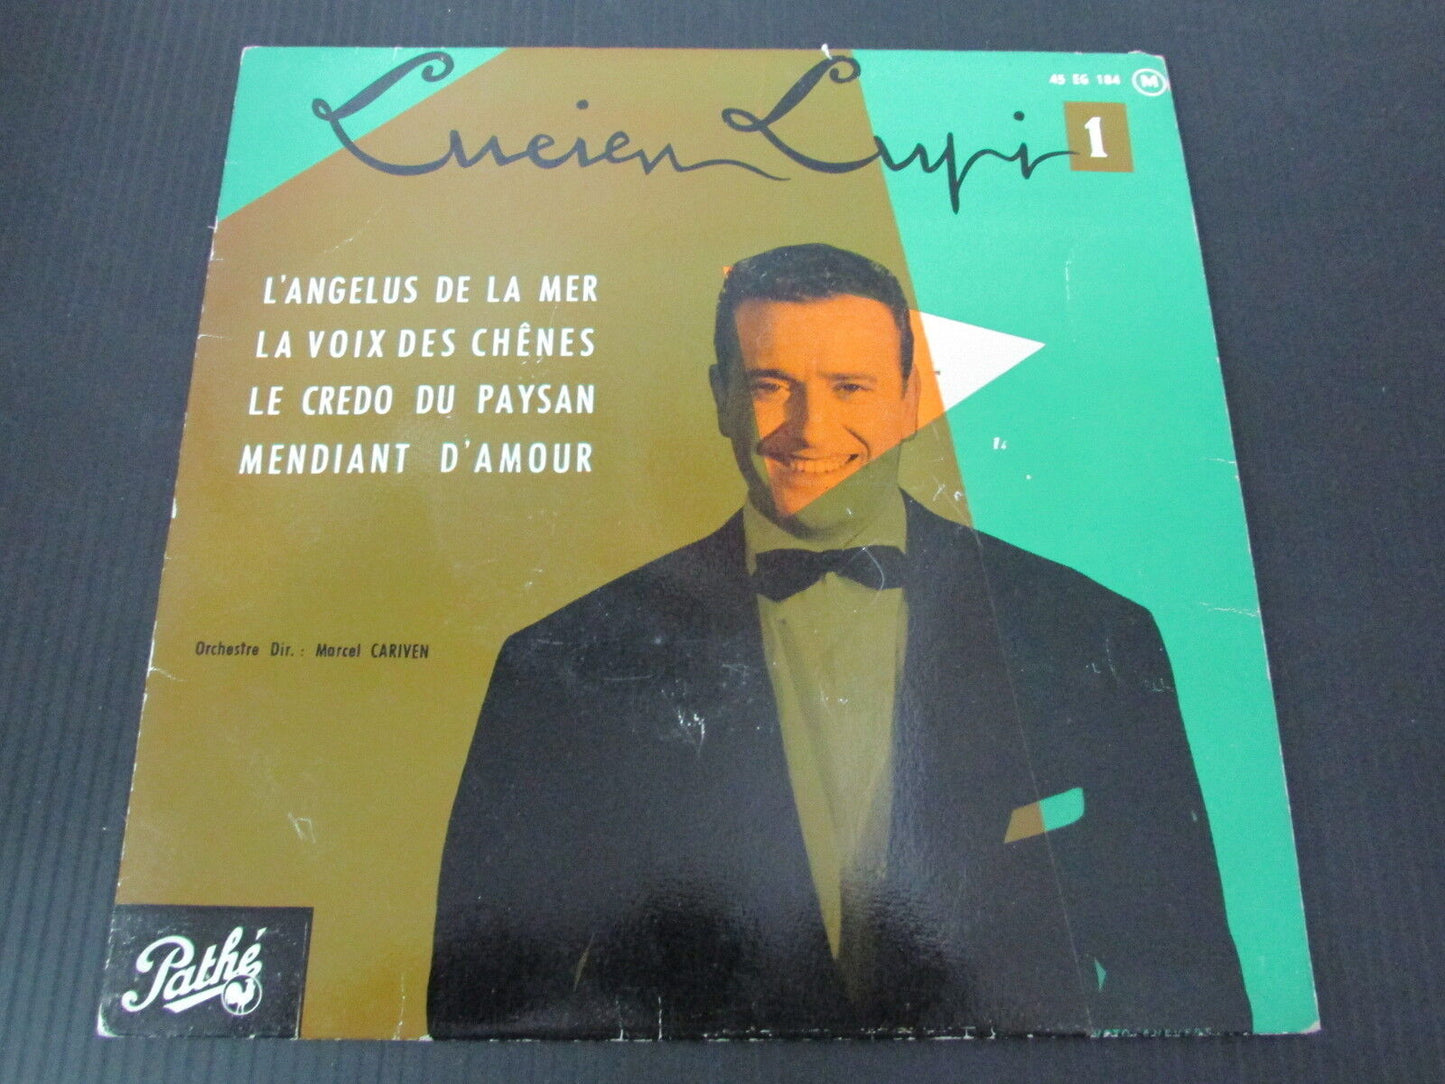 45 EG 184 M
Lucien Lupi 1
L'ANGELUS DE LA MER
LA VOIX DES CHÊNES
LE CREDO DU PAYSAN
MENDIANT D'AMOUR
Orchestre Dir. : Marcel CARIVEN
Pathé